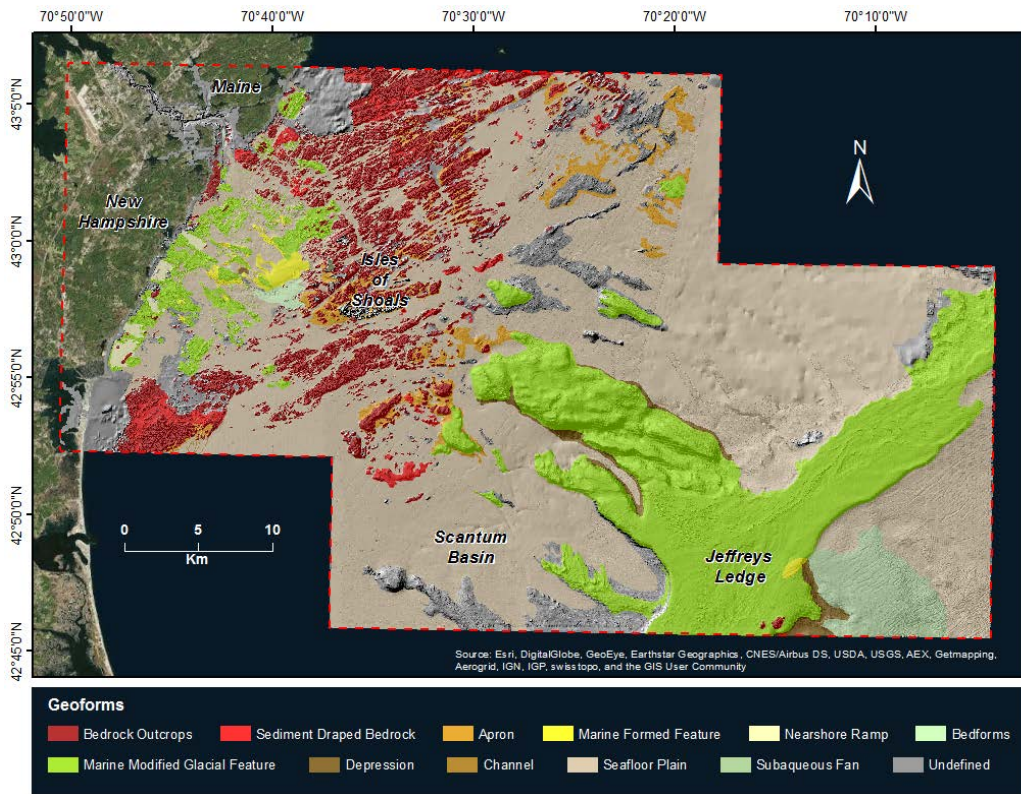 70°50'0"W 70°40'0"W 70°30'0"W 70°20'0"W 70°10'0"W
43°5'0"N
43°0'0"N
42°55'0"N
42°50'0"N
42°45'0"N
Maine
N
New
Hampshire
Isles
of
Shoals
0 5 10
Km
Scantum
Basin
Jeffreys
Ledge
Source: Esri, DigitalGlobe, GeoEye, Earthstar Geographics, CNES/Airbus DS, USDA, USGS, AEX, Getmapping,
Aerogrid, IGN, IGP, swisstopo, and the GIS User Community
Geoforms
Bedrock Outcrops Sediment Draped Bedrock Apron Marine Formed Feature Nearshore Ramp Bedforms
Marine Modified Glacial Feature Depression Channel Seafloor Plain Subaqueous Fan Undefined